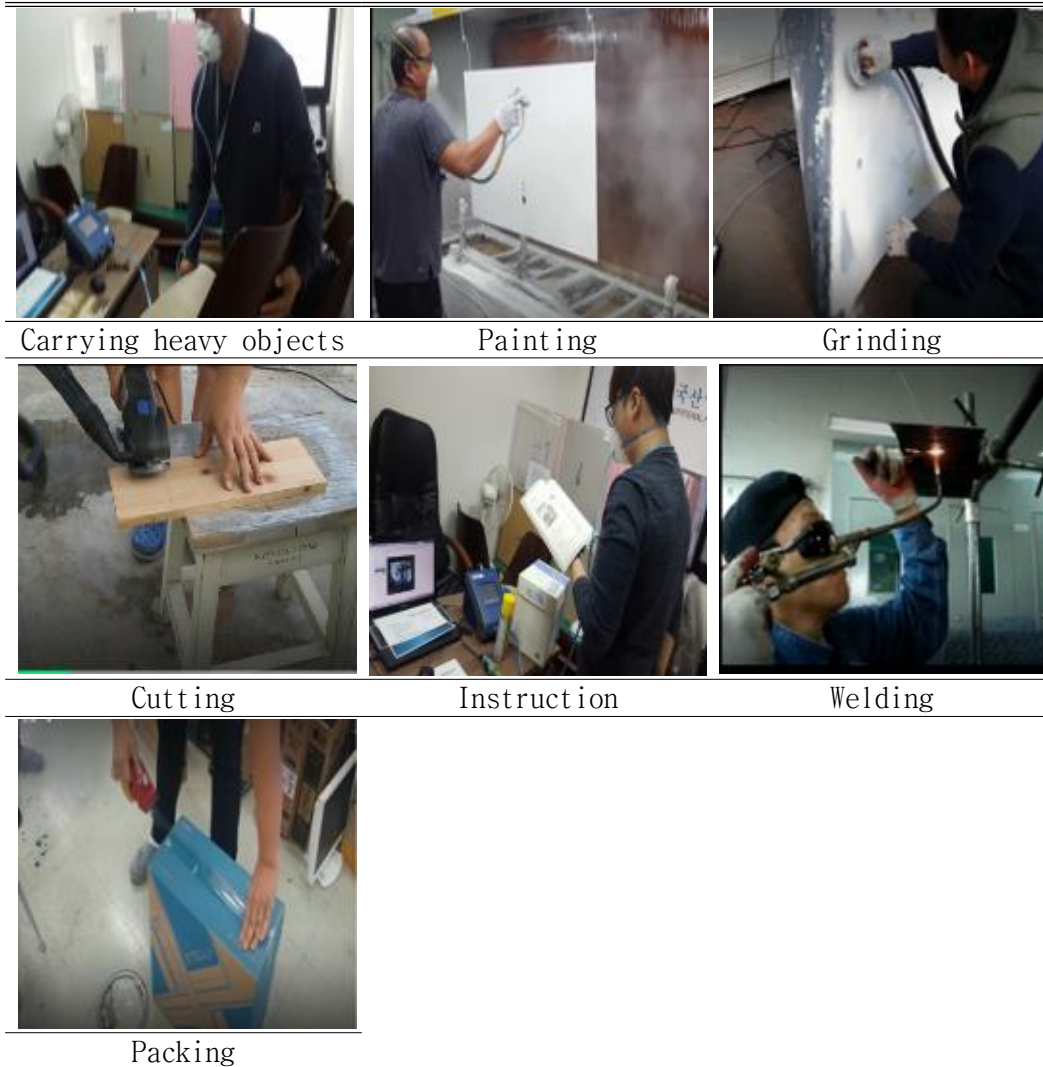 Carrying heavy objects
Painting
Grinding
Cutting
Instruction
Welding
Packing